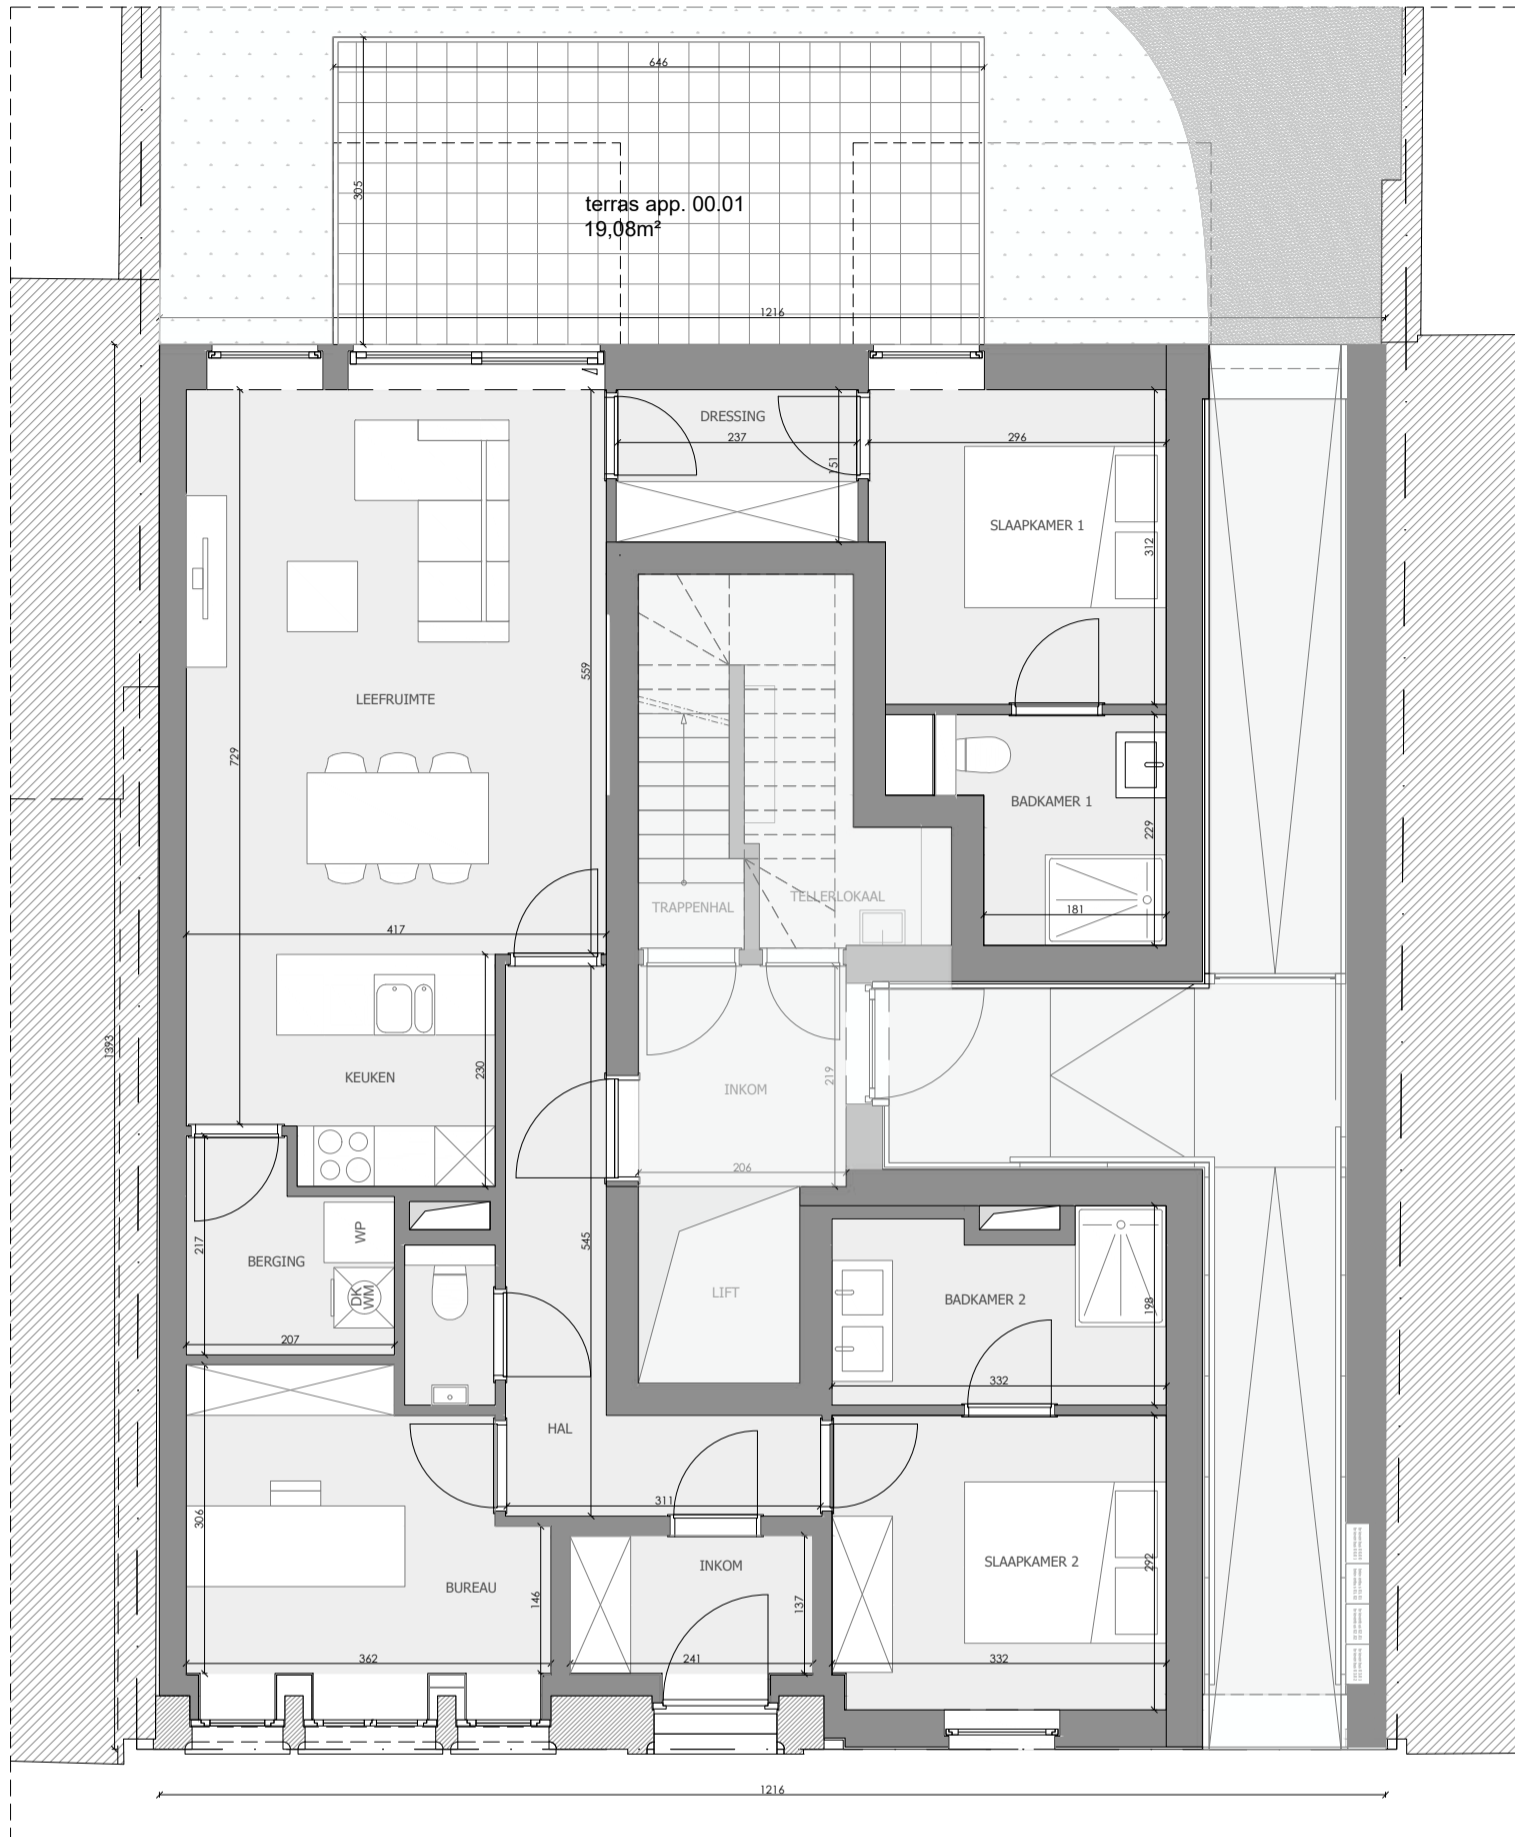 646
305
terras app. 00.01
19,08m²
1216
DRESSING
237
151
296
SLAAPKAMER 1
312
559
LEEFRUIMTE
729
BADKAMER 1
229
TRAPPENHAL
TELLERLOKAAL
181
417
1393
KEUKEN
230
INKOM
219
206
WP
217
BERGING
545
DK
WM
LIFT
BADKAMER 2
198
207
332
HAL
311
306
INKOM
SLAAPKAMER 2
292
BUREAU
146
137
362
241
332
1216